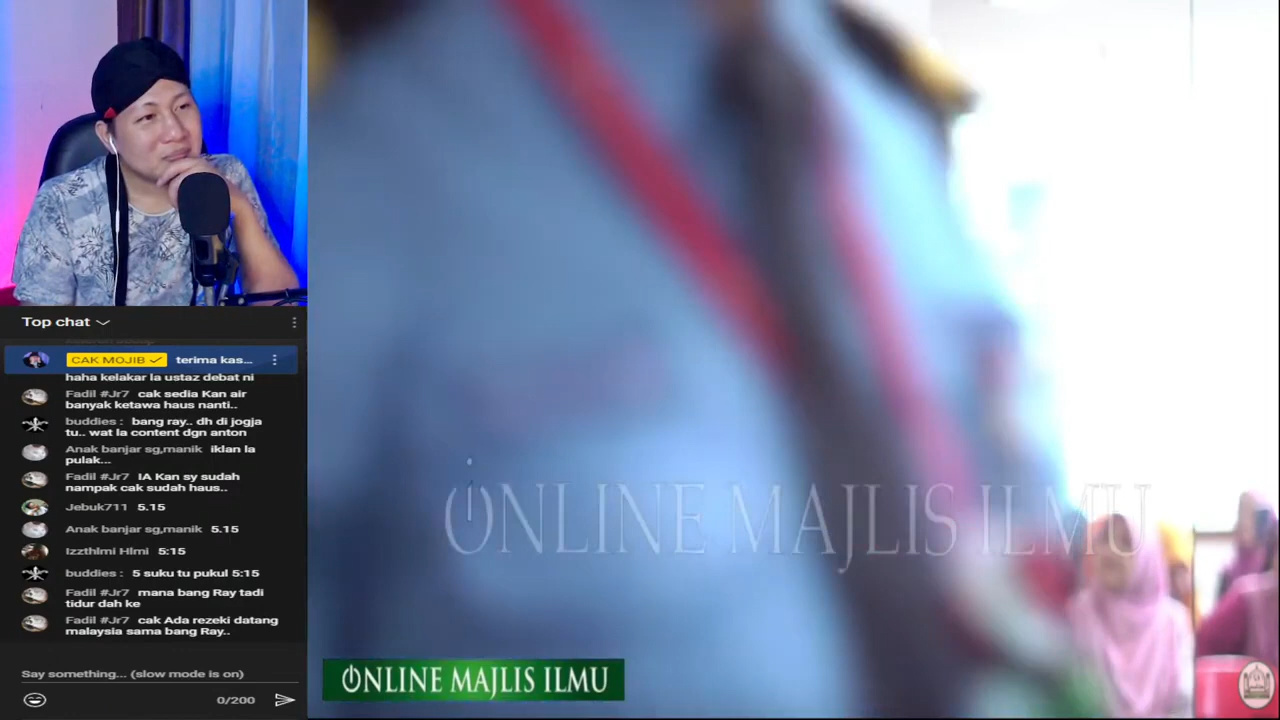 Top chat
CAK MOJIB terima kas...
haha kelakar la ustaz debat ni
Fadil #Jr7 cak sedia Kan air
banyak ketawa haus nanti..
buddies : bang ray.. dh di jogja
tu.. wat la content dgn anton
Anak banjar sg,manik iklan la
pulak...
Fadil #Jr7 IA Kan sy sudah
nampak cak sudah haus..
Jebuk711 5.15
Anak banjar sg,manik 5.15
Izzthlmi Hlmi 5:15
buddies : 5 suku tu pukul 5:15
Fadil #Jr7 mana bang Ray tadi
tidur dah ke
Fadil #Jr7 cak Ada rezeki datang
malaysia sama bang Ray..
Say something... (slow mode is on)
0/200
ONLINE MAJLIS ILMU
ONLINE MAJLIS ILMU